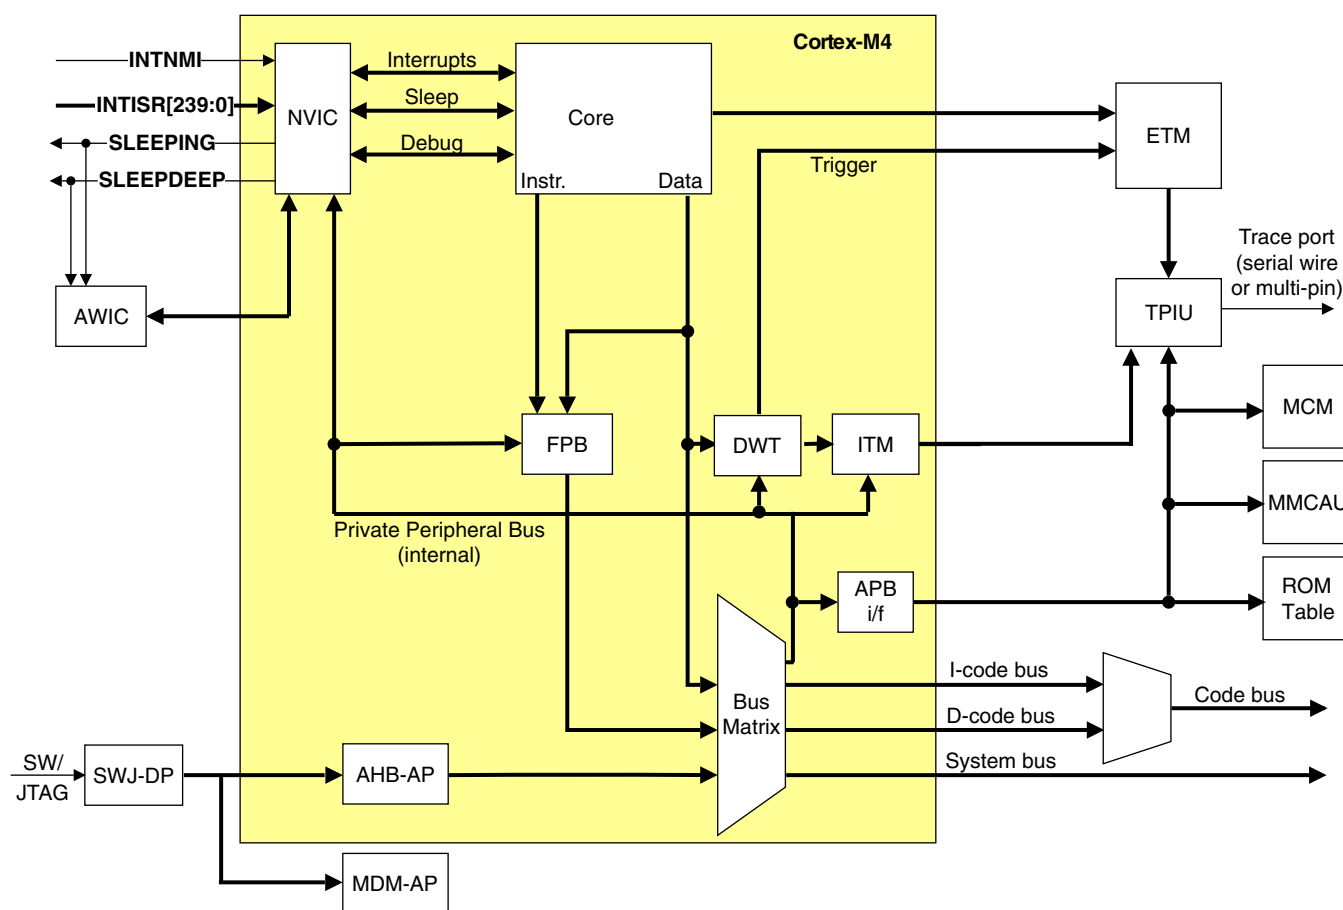 Cortex-M4
INTNMI
Interrupts
INTISR[239:0]
Sleep
NVIC
Core
SLEEPING
Debug
ETM
Trigger
SLEEPDEEP
Instr.
Data
Trace port
(serial wire
or multi-pin)
AWIC
TPIU
MCM
FPB
DWT
ITM
MMCAU
Private Peripheral Bus
(internal)
APB
i/f
ROM
Table
I-code bus
Bus
Matrix
Code bus
D-code bus
SW/
JTAG
SWJ-DP
AHB-AP
System bus
MDM-AP